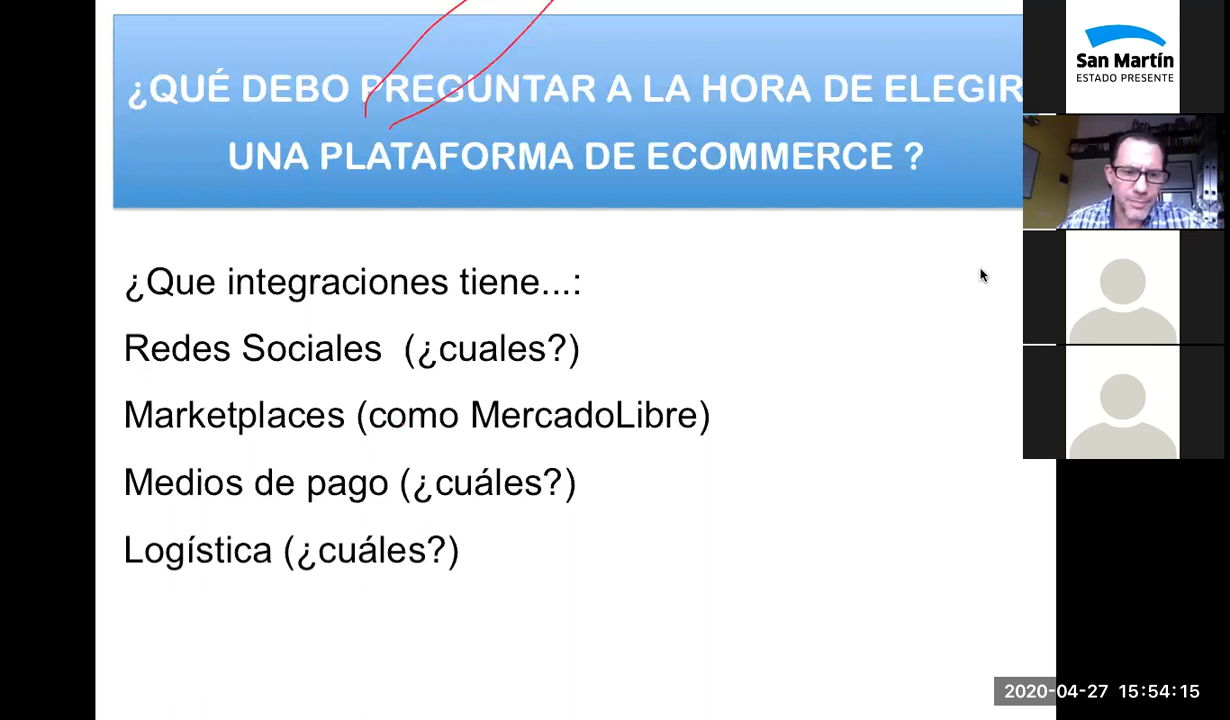 ¿QUÉ DEBO PREGUNTAR A LA HORA DE ELEGIR
UNA PLATAFORMA DE ECOMMERCE ?
¿Que integraciones tiene...:
Redes Sociales (¿cuales?)
Marketplaces (como MercadoLibre)
Medios de pago (¿cuáles?)
Logística (¿cuáles?)
San Martín
ESTADO PRESENTE
2020-04-27 15:54:15